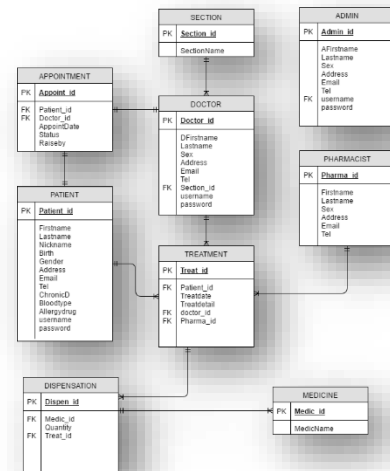 SECTION
PK Section_id
SectionName
ADMIN
PK Admin_id
AFirstname
Lastname
Sex
Address
Email
Tel
FK username
password
APPOINTMENT
PK Appoint_id
FK Patient_id
FK Doctor_id
AppointDate
Status
Raiseby
DOCTOR
PK Doctor_id
DFirstname
Lastname
Sex
Address
Email
Tel
FK Section_id
username
password
PHARMACIST
PK Pharma_id
Firstname
Lastname
Sex
Address
Email
Tel
PATIENT
PK Patient_id
Firstname
Lastname
Nickname
Birth
Gender
Address
Email
Tel
ChronicD
Bloodtype
Allergydrug
username
password
TREATMENT
PK Treat_id
FK Patient_id
Treatdate
Treatdetail
FK doctor_id
FK Pharma_id
DISPENSATION
PK Dispen_id
FK Medic_id
Quantity
FK Treat_id
MEDICINE
PK Medic_id
MedicName